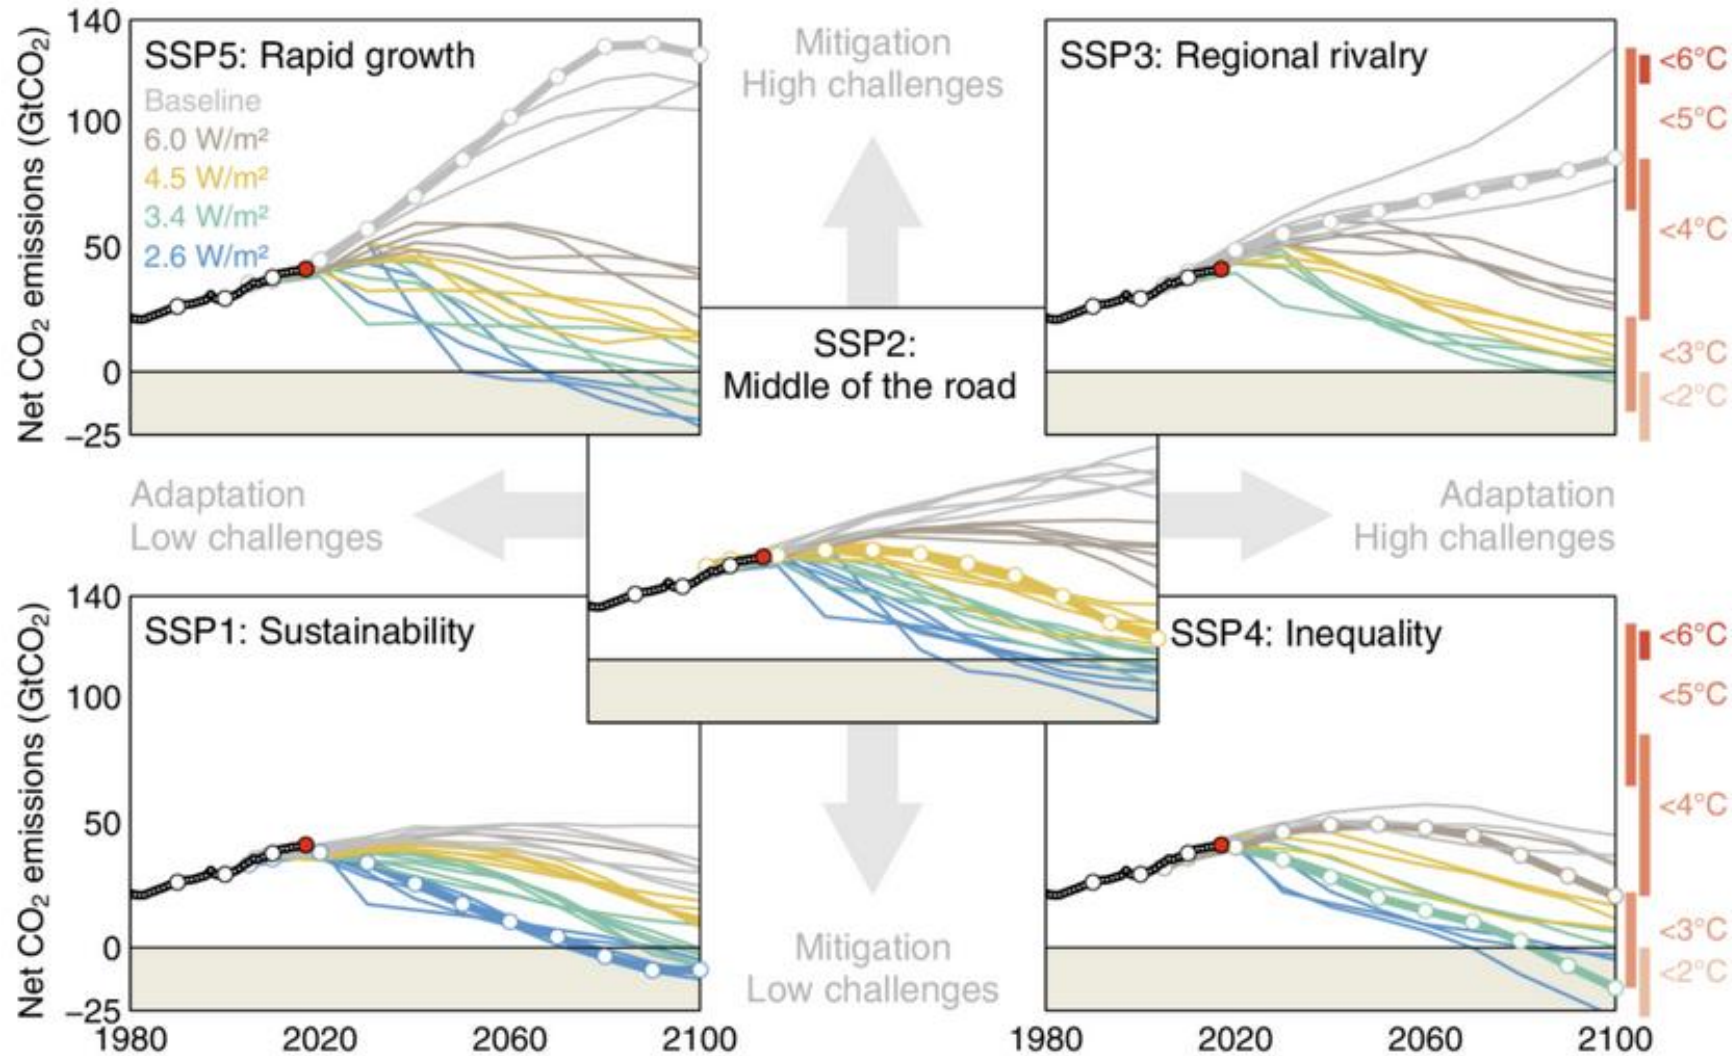 140
100
50
0
−25
Net CO₂ emissions (GtCO₂)
SSP5: Rapid growth
Baseline
6.0 W/m²
4.5 W/m²
3.4 W/m²
2.6 W/m²
Mitigation
High challenges
SSP3: Regional rivalry
<6°C
<5°C
<4°C
<3°C
<2°C
SSP2:
Middle of the road
Adaptation
Low challenges
Adaptation
High challenges
140
100
50
0
−25
Net CO₂ emissions (GtCO₂)
SSP1: Sustainability
1980
2020
2060
2100
Mitigation
Low challenges
SSP4: Inequality
<6°C
<5°C
<4°C
<3°C
<2°C
1980
2020
2060
2100